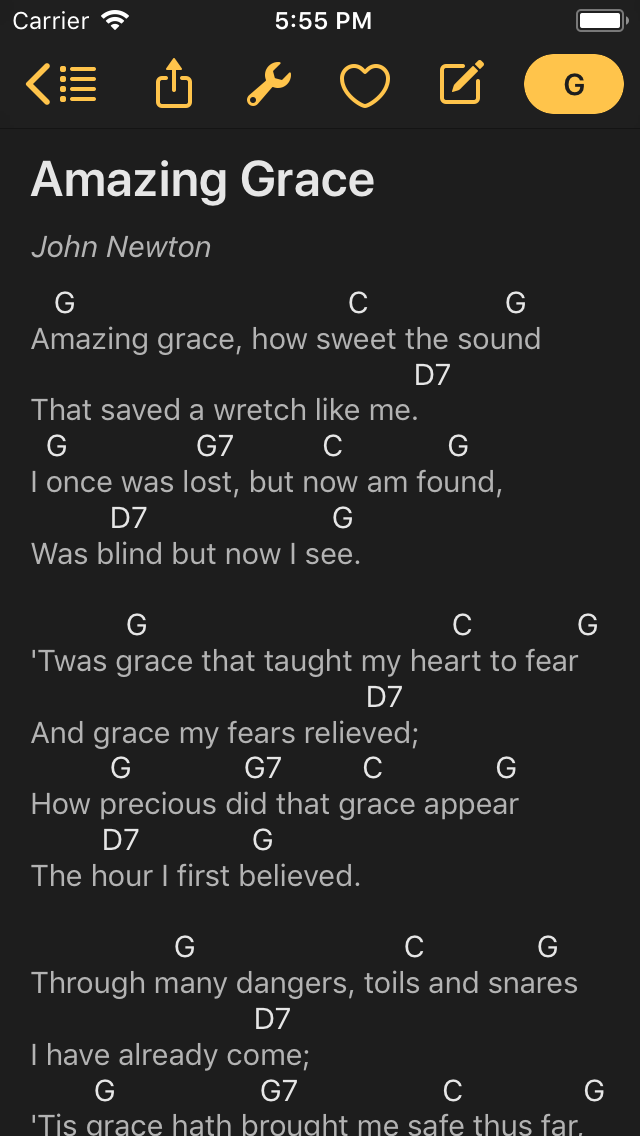 Carrier 5:55 PM
G
Amazing Grace
John Newton
G C G
Amazing grace, how sweet the sound
D7
That saved a wretch like me.
G G7 C G
I once was lost, but now am found,
D7 G
Was blind but now I see.
G C G
'Twas grace that taught my heart to fear
D7
And grace my fears relieved;
G G7 C G
How precious did that grace appear
D7 G
The hour I first believed.
G C G
Through many dangers, toils and snares
D7
I have already come;
G G7 C G
'Tis grace hath brought me safe thus far,